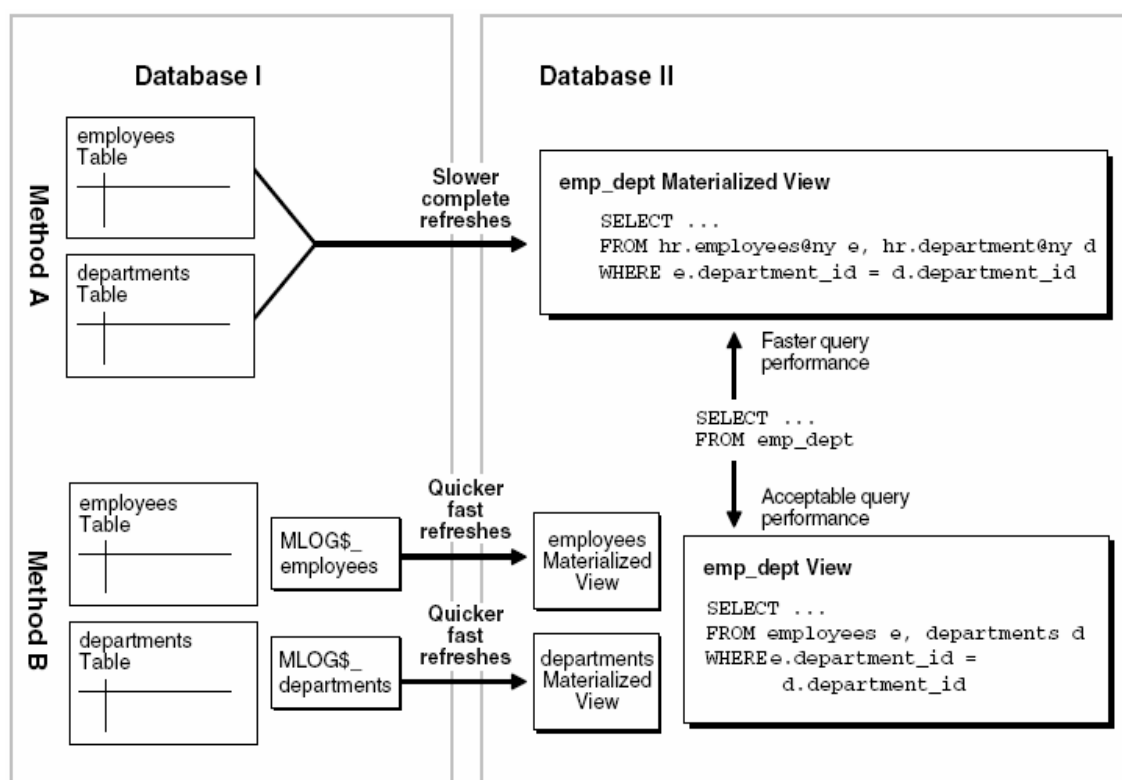 Database I
Database II
Method A
employees
Table
departments
Table
Slower
complete
refreshes
emp_dept Materialized View
SELECT ...
FROM hr.employees@ny e, hr.department@ny d
WHERE e.department_id = d.department_id
Faster query
performance
SELECT ...
FROM emp_dept
Acceptable query
performance
Method B
employees
Table
MLOG$_
employees
Quicker
fast
refreshes
employees
Materialized
View
departments
Table
MLOG$_
departments
Quicker
fast
refreshes
departments
Materialized
View
emp_dept View
SELECT ...
FROM employees e, departments d
WHEREe.department_id =
d.department_id